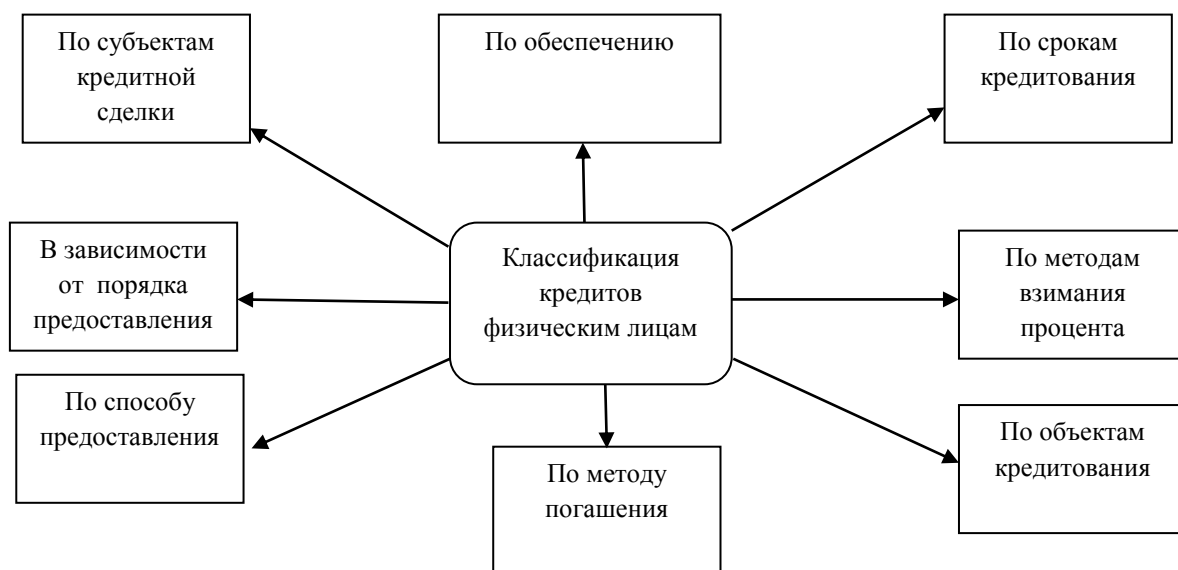 По субъектам
кредитной
сделки
По обеспечению
По срокам
кредитования
В зависимости
от порядка
предоставления
Классификация
кредитов
физическим лицам
По методам
взимания
процента
По способу
предоставления
По методу
погашения
По объектам
кредитования